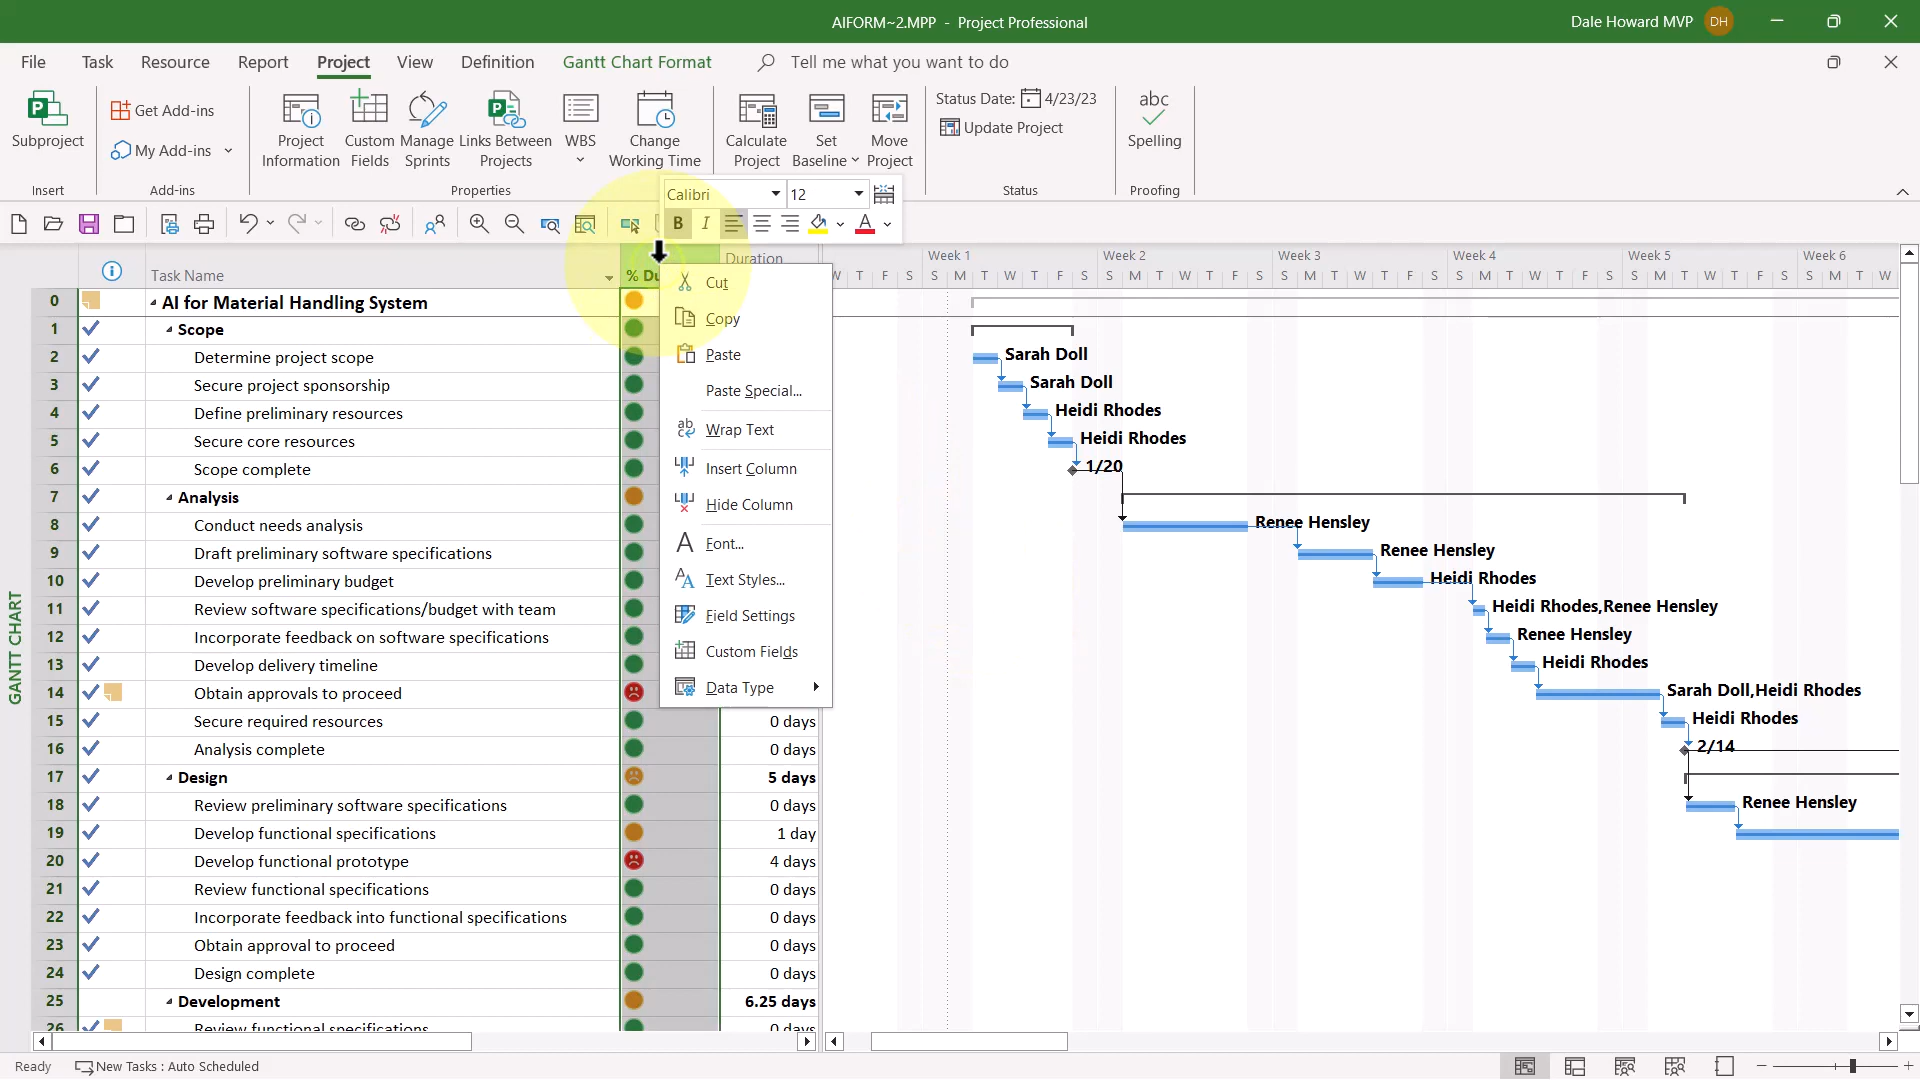 AIFORM~2.MPP - Project Professional
Dale Howard MVP
DH
File Task Resource Report Project View Definition Gantt Chart Format Tell me what you want to do
Subproject
Insert
Get Add-ins
My Add-ins
Add-ins
Project Information
Custom Fields
Manage Sprints
Links Between Projects
WBS
Change Working Time
Properties
Calculate Project
Set Baseline
Move Project
Status Date: 4/23/23
Update Project
Status
abc
Spelling
Proofing
Calibri 12
B I A
Task Name
% Du
Duration
Cut
Copy
Paste
Paste Special...
Wrap Text
Insert Column
Hide Column
Font...
Text Styles...
Field Settings
Custom Fields
Data Type
0 AI for Material Handling System
1 Scope
2 Determine project scope
3 Secure project sponsorship
4 Define preliminary resources
5 Secure core resources
6 Scope complete
7 Analysis
8 Conduct needs analysis
9 Draft preliminary software specifications
10 Develop preliminary budget
11 Review software specifications/budget with team
12 Incorporate feedback on software specifications
13 Develop delivery timeline
14 Obtain approvals to proceed
15 Secure required resources 0 days
16 Analysis complete 0 days
17 Design 5 days
18 Review preliminary software specifications 0 days
19 Develop functional specifications 1 day
20 Develop functional prototype 4 days
21 Review functional specifications 0 days
22 Incorporate feedback into functional specifications 0 days
23 Obtain approval to proceed 0 days
24 Design complete 0 days
25 Development 6.25 days
26 Review functional specifications 0 days
Week 1 Week 2 Week 3 Week 4 Week 5 Week 6
W T F S S M T W T F S S M T W T F S S M T W T F S S M T W T F S S M T W T F S S M T W
Sarah Doll
Sarah Doll
Heidi Rhodes
Heidi Rhodes
1/20
Renee Hensley
Renee Hensley
Heidi Rhodes
Heidi Rhodes,Renee Hensley
Renee Hensley
Heidi Rhodes
Sarah Doll,Heidi Rhodes
Heidi Rhodes
2/14
Renee Hensley
GANTT CHART
Ready New Tasks : Auto Scheduled